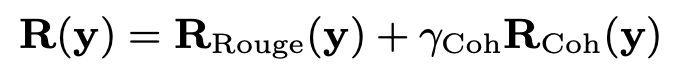 R(y) = R_Rouge(y) + γ_Coh R_Coh(y)